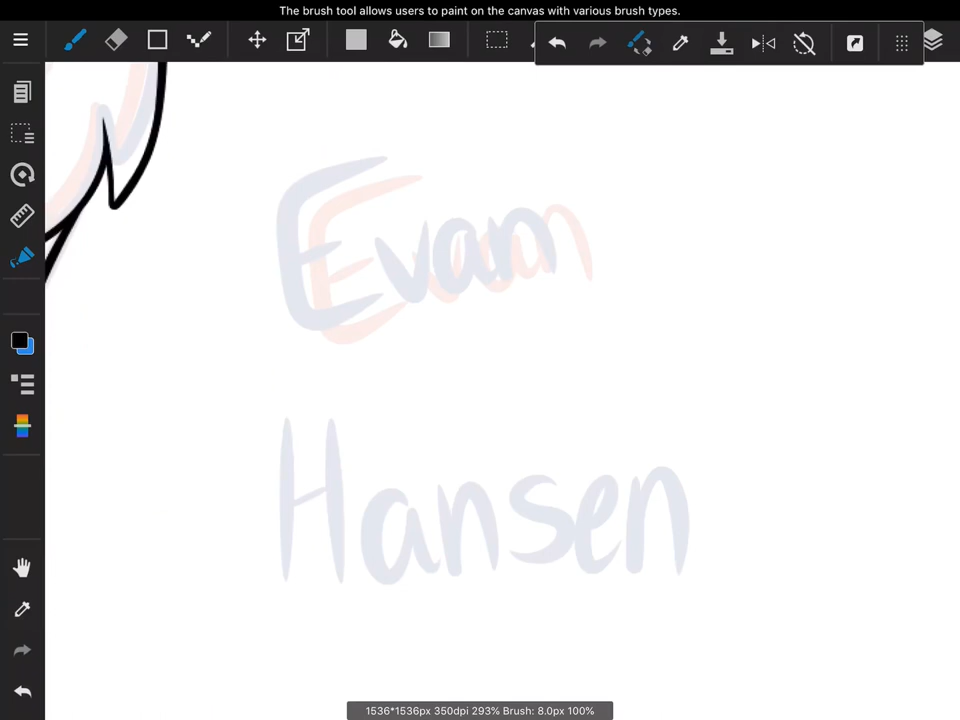 The brush tool allows users to paint on the canvas with various brush types.
Evan
Hansen
1536*1536px 350dpi 293% Brush: 8.0px 100%